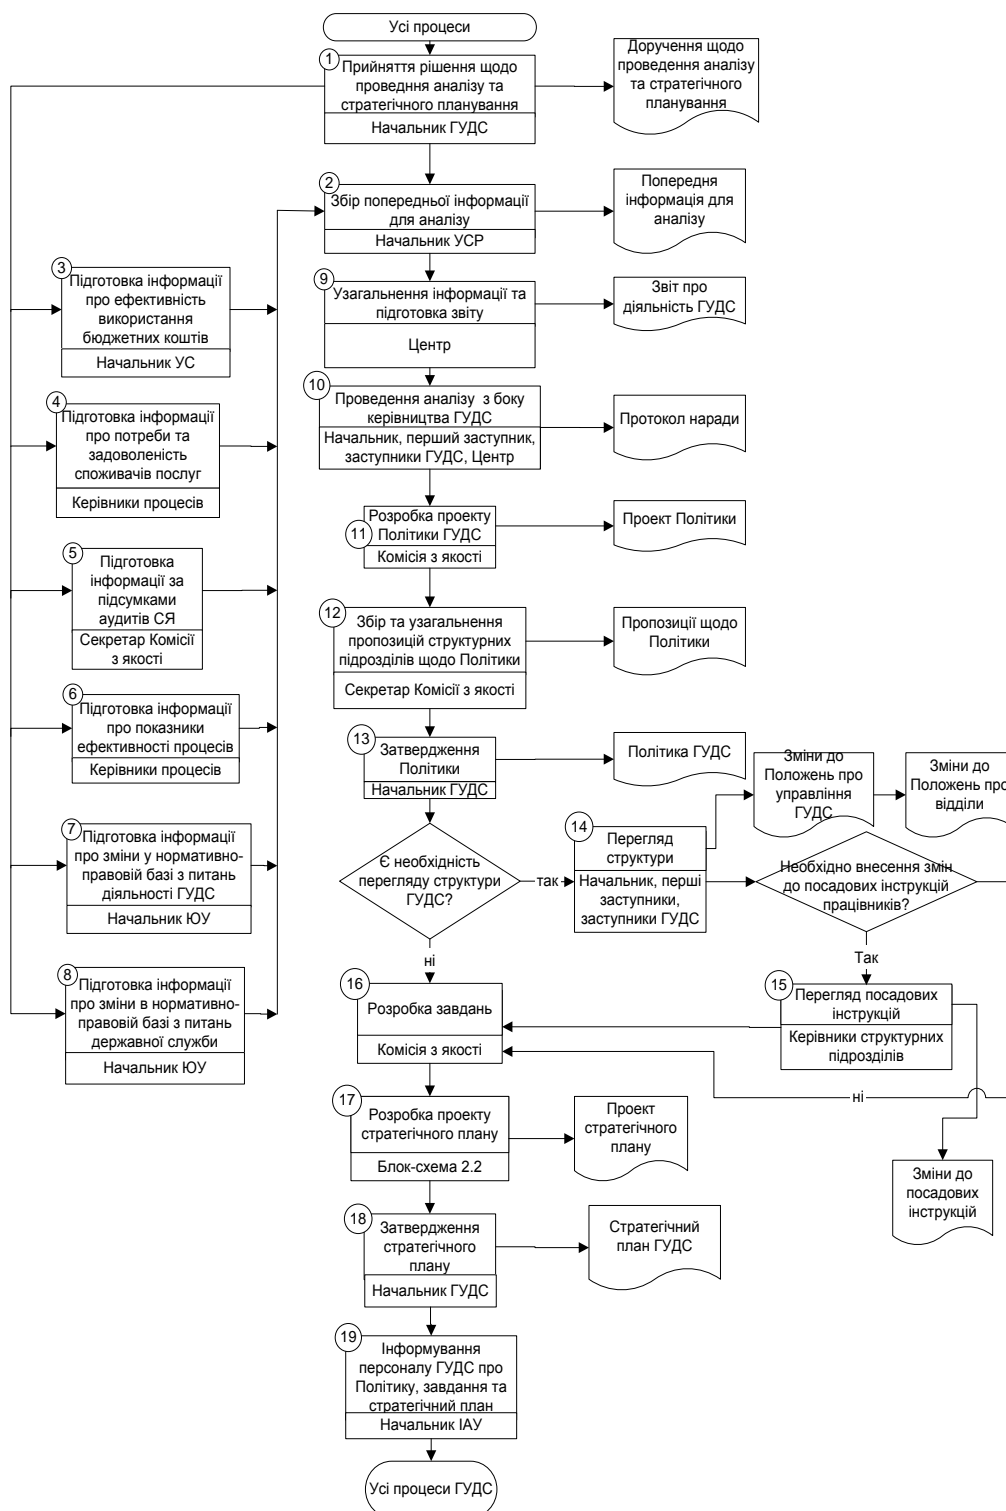 Усі процеси
1
Прийняття рішення щодо
проведння аналізу та
стратегічного планування
Начальник ГУДС
Доручення щодо
проведення аналізу
та стратегічного
планування
2
Збір попередньої інформації
для аналізу
Начальник УСР
Попередня
інформація для
аналізу
3
Підготовка інформації
про ефективність
використання
бюджетних коштів
Начальник УС
9
Узагальнення інформації та
підготовка звіту
Центр
Звіт про
діяльність ГУДС
4
Підготовка інформації
про потреби та
задоволеність
споживачів послуг
Керівники процесів
10
Проведення аналізу з боку
керівництва ГУДС
Начальник, перший заступник,
заступники ГУДС, Центр
Протокол наради
11
Розробка проекту
Політики ГУДС
Комісія з якості
Проект Політики
5
Підготовка
інформації за
підсумками
аудитів СЯ
Секретар Комісії
з якості
12
Збір та узагальнення
пропозицій структурних
підрозділів щодо Політики
Секретар Комісії з якості
Пропозиції щодо
Політики
6
Підготовка інформації
про показники
ефективності процесів
Керівники процесів
13
Затвердження
Політики
Начальник ГУДС
Політика ГУДС
Зміни до
Положень про
управління
ГУДС
Зміни до
Положень про
відділи
7
Підготовка інформації
про зміни у нормативно-
правовій базі з питань
діяльності ГУДС
Начальник ЮУ
Є необхідність
перегляду структури
ГУДС?
так
14
Перегляд
структури
Начальник, перші
заступники,
заступники ГУДС
Необхідно внесення змін
до посадових інструкцій
працівників?
ні
Так
8
Підготовка інформації
про зміни в нормативно-
правовій базі з питань
державної служби
Начальник ЮУ
16
Розробка завдань
Комісія з якості
15
Перегляд посадових
інструкцій
Керівники структурних
підрозділів
ні
17
Розробка проекту
стратегічного плану
Блок-схема 2.2
Проект
стратегічного
плану
Зміни до
посадових
інструкцій
18
Затвердження
стратегічного
плану
Начальник ГУДС
Стратегічний
план ГУДС
19
Інформування
персоналу ГУДС про
Політику, завдання та
стратегічний план
Начальник ІАУ
Усі процеси ГУДС